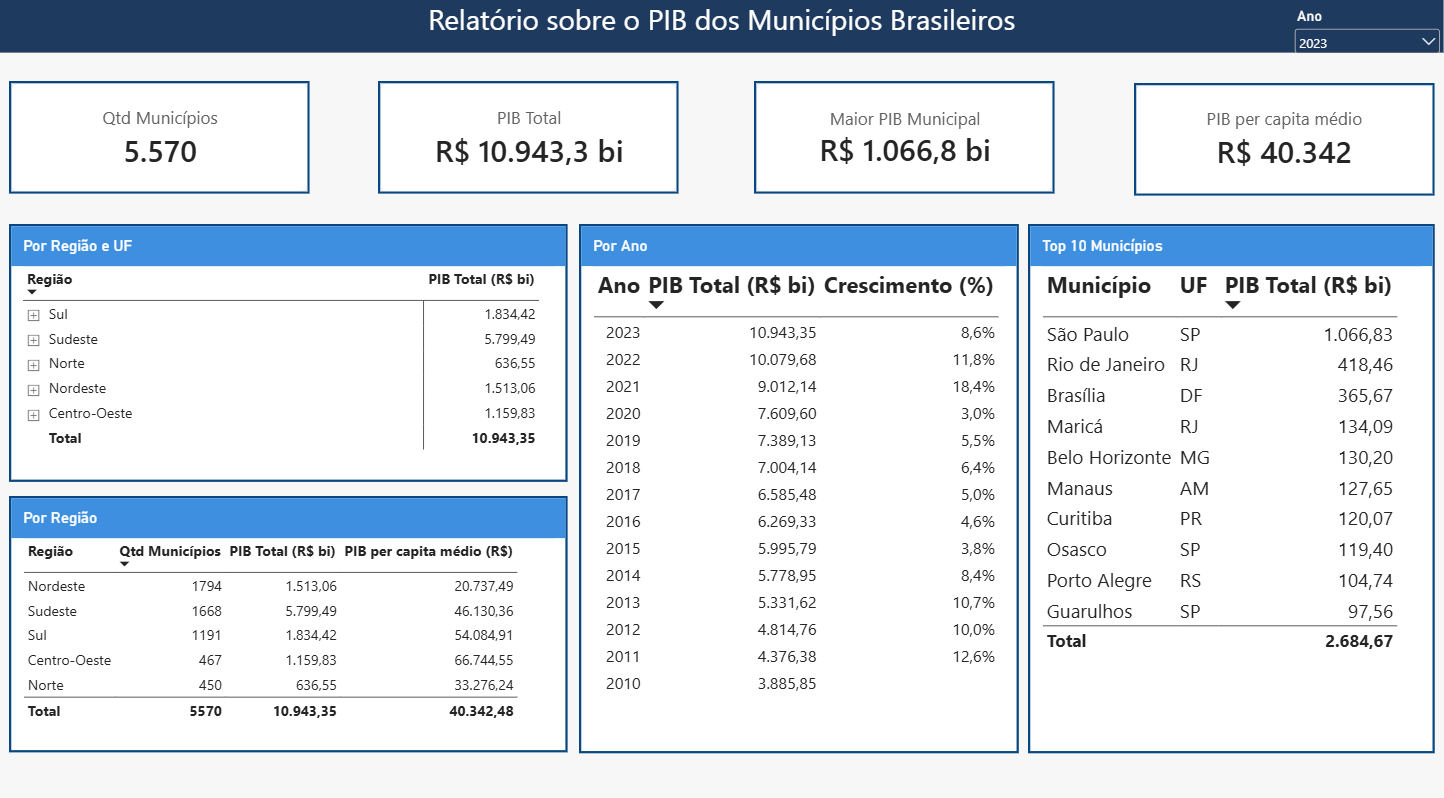 Relatório sobre o PIB dos Municípios Brasileiros
Ano
2023
Qtd Municípios
5.570
PIB Total
R$ 10.943,3 bi
Maior PIB Municipal
R$ 1.066,8 bi
PIB per capita médio
R$ 40.342
Por Região e UF
Região PIB Total (R$ bi)
Sul 1.834,42
Sudeste 5.799,49
Norte 636,55
Nordeste 1.513,06
Centro-Oeste 1.159,83
Total 10.943,35
Por Região
Região Qtd Municípios PIB Total (R$ bi) PIB per capita médio (R$)
Nordeste 1794 1.513,06 20.737,49
Sudeste 1668 5.799,49 46.130,36
Sul 1191 1.834,42 54.084,91
Centro-Oeste 467 1.159,83 66.744,55
Norte 450 636,55 33.276,24
Total 5570 10.943,35 40.342,48
Por Ano
Ano PIB Total (R$ bi) Crescimento (%)
2023 10.943,35 8,6%
2022 10.079,68 11,8%
2021 9.012,14 18,4%
2020 7.609,60 3,0%
2019 7.389,13 5,5%
2018 7.004,14 6,4%
2017 6.585,48 5,0%
2016 6.269,33 4,6%
2015 5.995,79 3,8%
2014 5.778,95 8,4%
2013 5.331,62 10,7%
2012 4.814,76 10,0%
2011 4.376,38 12,6%
2010 3.885,85
Top 10 Municípios
Município UF PIB Total (R$ bi)
São Paulo SP 1.066,83
Rio de Janeiro RJ 418,46
Brasília DF 365,67
Maricá RJ 134,09
Belo Horizonte MG 130,20
Manaus AM 127,65
Curitiba PR 120,07
Osasco SP 119,40
Porto Alegre RS 104,74
Guarulhos SP 97,56
Total 2.684,67